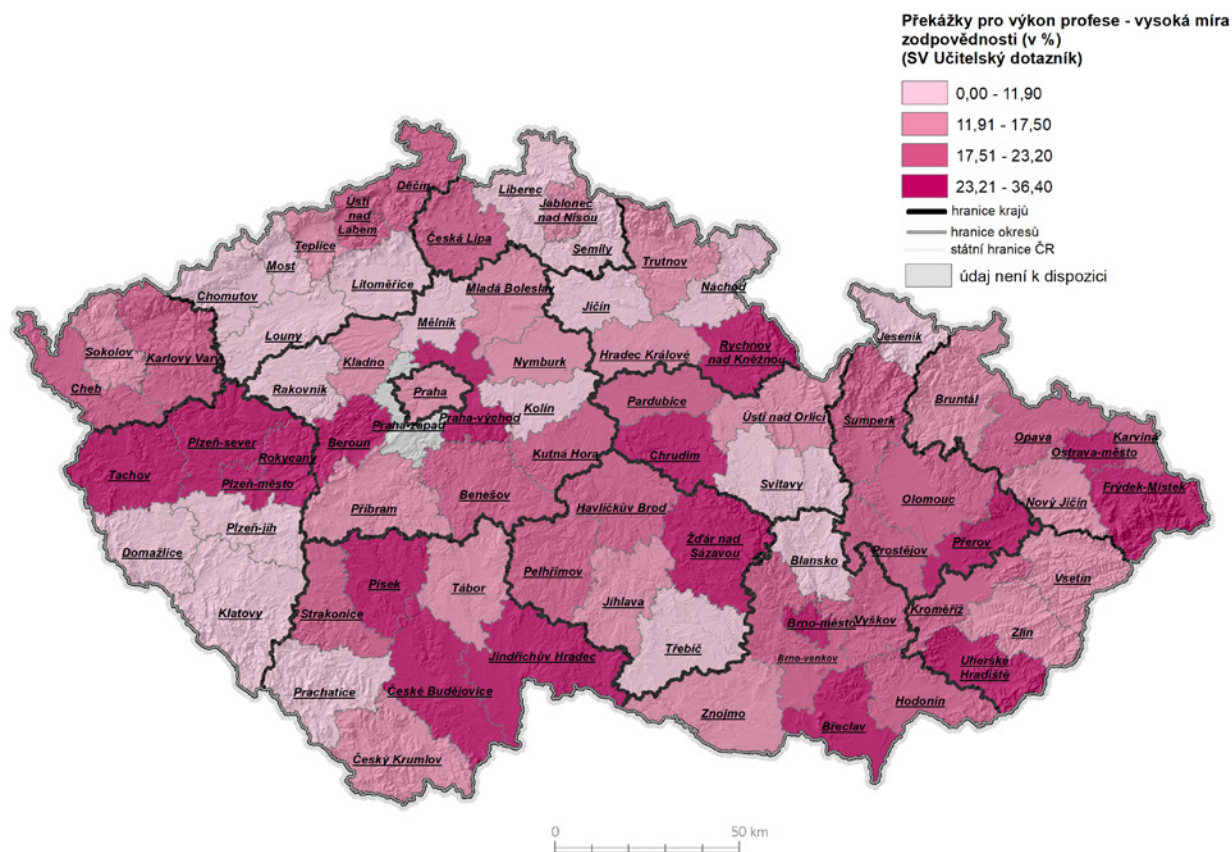 Překážky pro výkon profese - vysoká míra
zodpovědnosti (v %)
(SV Učitelský dotazník)
0,00 - 11,90
11,91 - 17,50
17,51 - 23,20
23,21 - 36,40
hranice krajů
hranice okresů
státní hranice ČR
údaj není k dispozici
Děčín
Ústí
nad
Labem
Teplice
Most
Chomutov
Litoměřice
Louny
Česká Lípa
Liberec
Jablonec
nad Nisou
Semily
Trutnov
Náchod
Jičín
Hradec Králové
Rychnov
nad Kněžnou
Mladá Boleslav
Mělník
Nymburk
Kladno
Rakovník
Praha
Kolín
Praha-východ
Praha-západ
Beroun
Kutná Hora
Benešov
Příbram
Sokolov
Karlovy Vary
Cheb
Plzeň-sever
Rokycany
Tachov
Plzeň-město
Plzeň-jih
Domažlice
Klatovy
Pardubice
Ústí nad Orlicí
Chrudim
Svitavy
Šumperk
Jeseník
Bruntál
Opava
Karviná
Ostrava-město
Nový Jičín
Frýdek-Místek
Olomouc
Přerov
Prostějov
Havlíčkův Brod
Žďár nad
Sázavou
Pelhřimov
Jihlava
Třebíč
Písek
Tábor
Strakonice
Jindřichův Hradec
Prachatice
České Budějovice
Český Krumlov
Blansko
Brno-město
Vyškov
Brno-venkov
Znojmo
Břeclav
Hodonín
Kroměříž
Vsetín
Zlín
Uherské
Hradiště
0
50 km